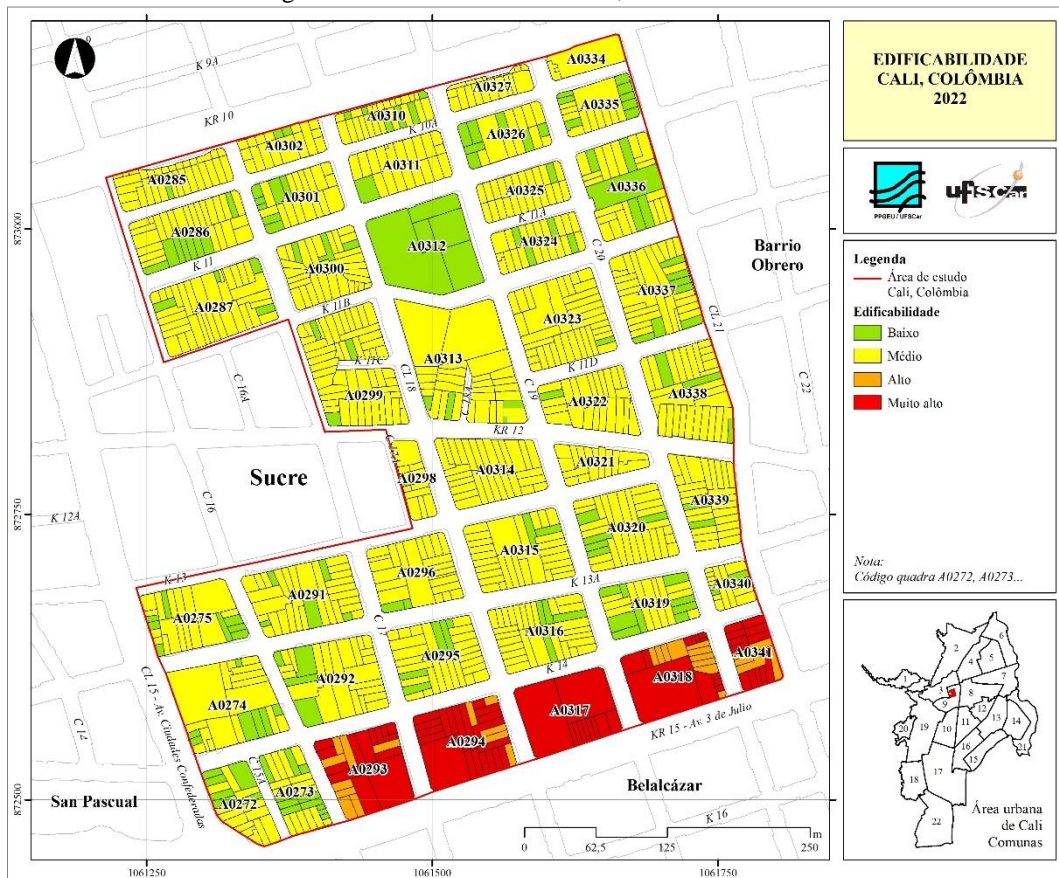 EDIFICABILIDADE
CALI, COLÔMBIA
2022
PPGEU / UFSCar
ufscar
Legenda
Área de estudo
Cali, Colômbia
Edificabilidade
Baixo
Médio
Alto
Muito alto
Nota:
Código quadra A0272, A0273...
Área urbana
de Cali
Comunas
1
2
3
4
5
6
7
8
9
10
11
12
13
14
15
16
17
18
19
20
21
22
K 9A
KR 10
A0334
A0327
A0310
K 10A
A0335
A0302
A0326
A0285
A0311
A0301
A0325
A0336
A0286
K 11A
A0312
A0324
K 11
A0300
C 20
Barrio
Obrero
A0287
K 11B
A0337
A0323
CL 21
A0313
K 11C
K 11D
C 22
CL 18
C 19
A0299
A0338
C 16A
A0322
KR 12
Sucre
A0298
A0314
A0321
C 16
K 12A
A0339
A0320
A0315
K 13
A0296
K 13A
A0291
A0340
A0275
C 17
A0319
A0316
A0295
A0292
K 14
A0341
A0274
A0318
A0317
CL 15 - Av. Ciudades Confederadas
C 14
A0294
KR 15 - Av. 3 de Julio
A0293
C 15A
A0273
A0272
San Pascual
Belalcázar
K 16
0
62,5
125
250
m
873000
872750
872500
1061250
1061500
1061750